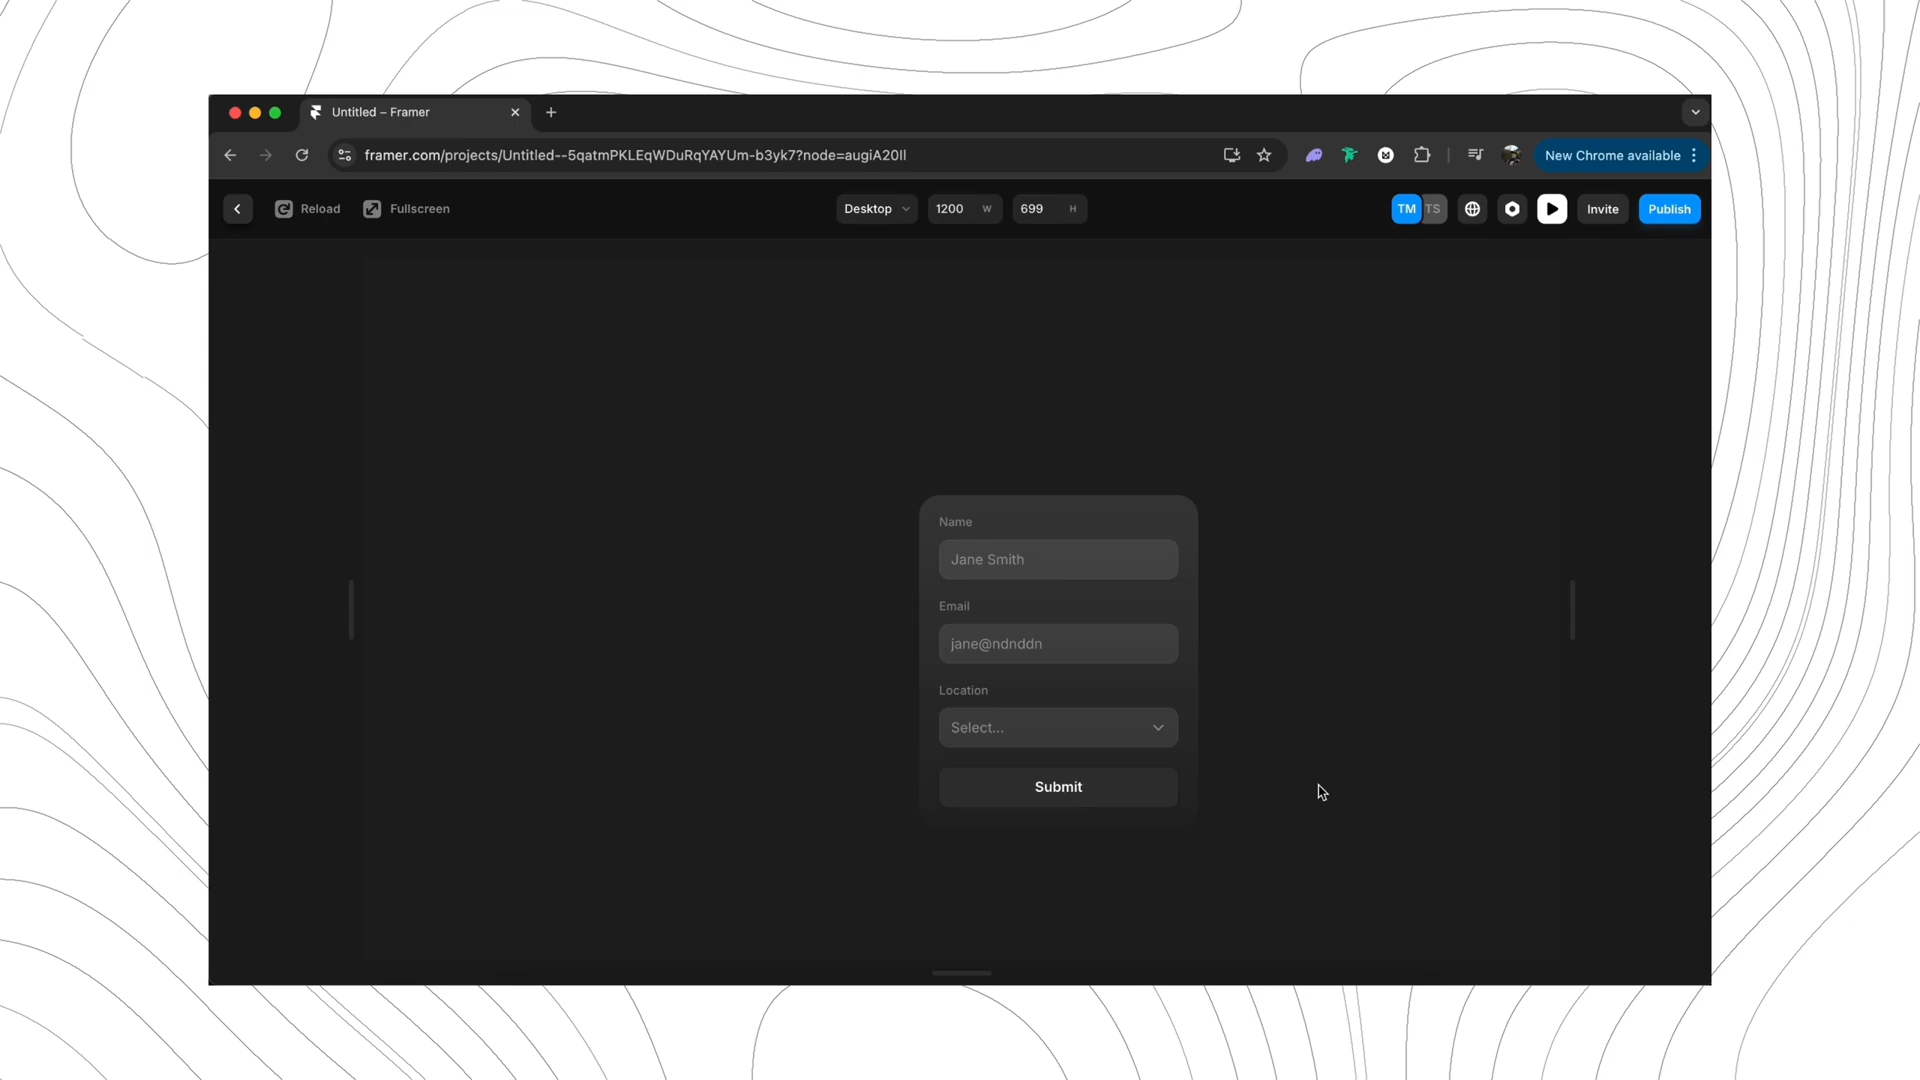 Untitled – Framer
framer.com/projects/Untitled--5qatmPKLEqWDuRqYAYUm-b3yk7?node=augiA20Il
New Chrome available
Reload
Fullscreen
Desktop
1200 W
699 H
TM
TS
Invite
Publish
Name
Jane Smith
Email
jane@ndnddn
Location
Select...
Submit